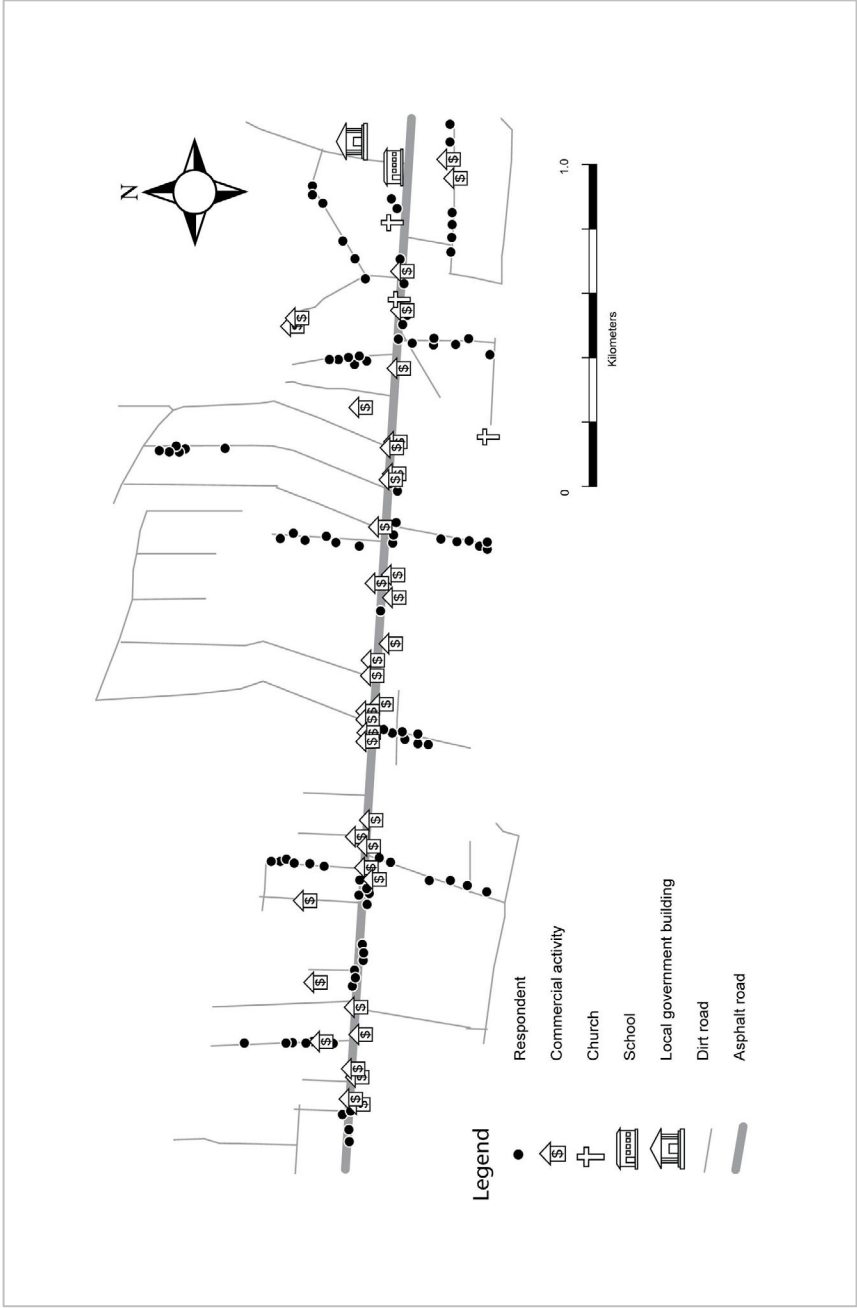 N
1.0
0
Kilometers
Legend
Respondent
Commercial activity
Church
School
Local government building
Dirt road
Asphalt road